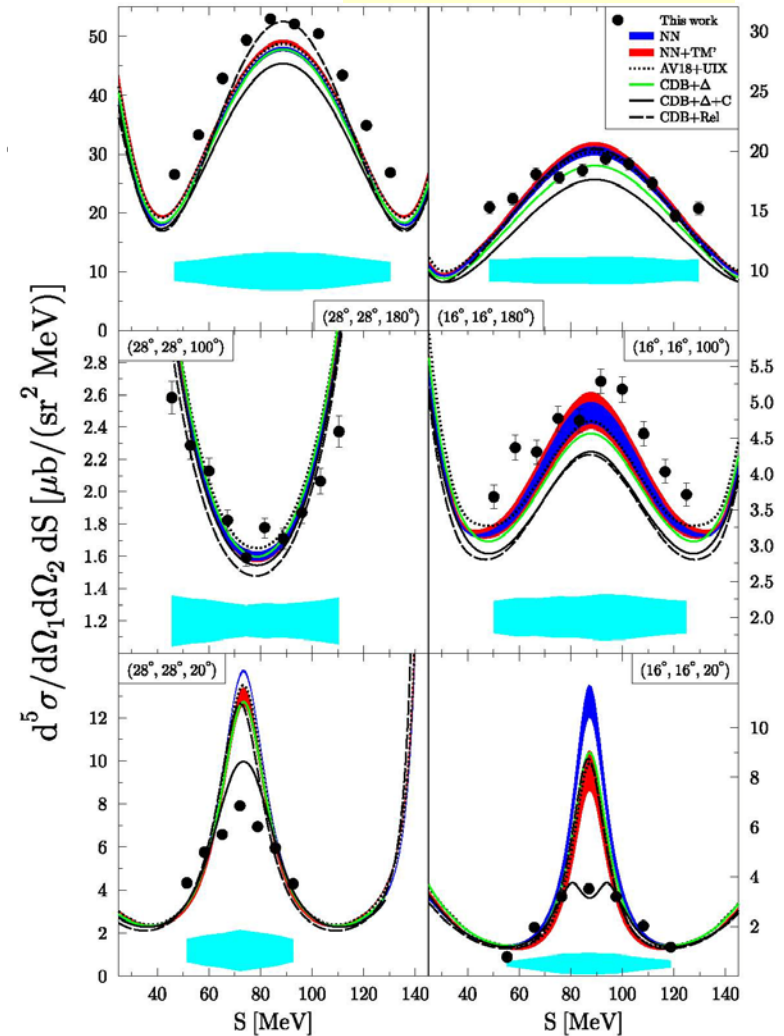 d⁵σ/dΩ₁dΩ₂ dS [μb/(sr² MeV)]
50
40
30
20
10
0
30
25
20
15
10
This work
NN
NN+TM'
AV18+UIX
CDB+Δ
CDB+Δ+C
CDB+Rel
(28°, 28°, 180°)
(16°, 16°, 180°)
(28°, 28°, 100°)
(16°, 16°, 100°)
2.8
2.6
2.4
2.2
2.0
1.8
1.6
1.4
1.2
5.5
5.0
4.5
4.0
3.5
3.0
2.5
2.0
(28°, 28°, 20°)
(16°, 16°, 20°)
12
10
8
6
4
2
0
10
8
6
4
2
40 60 80 100 120 140
40 60 80 100 120 140
S [MeV]
S [MeV]